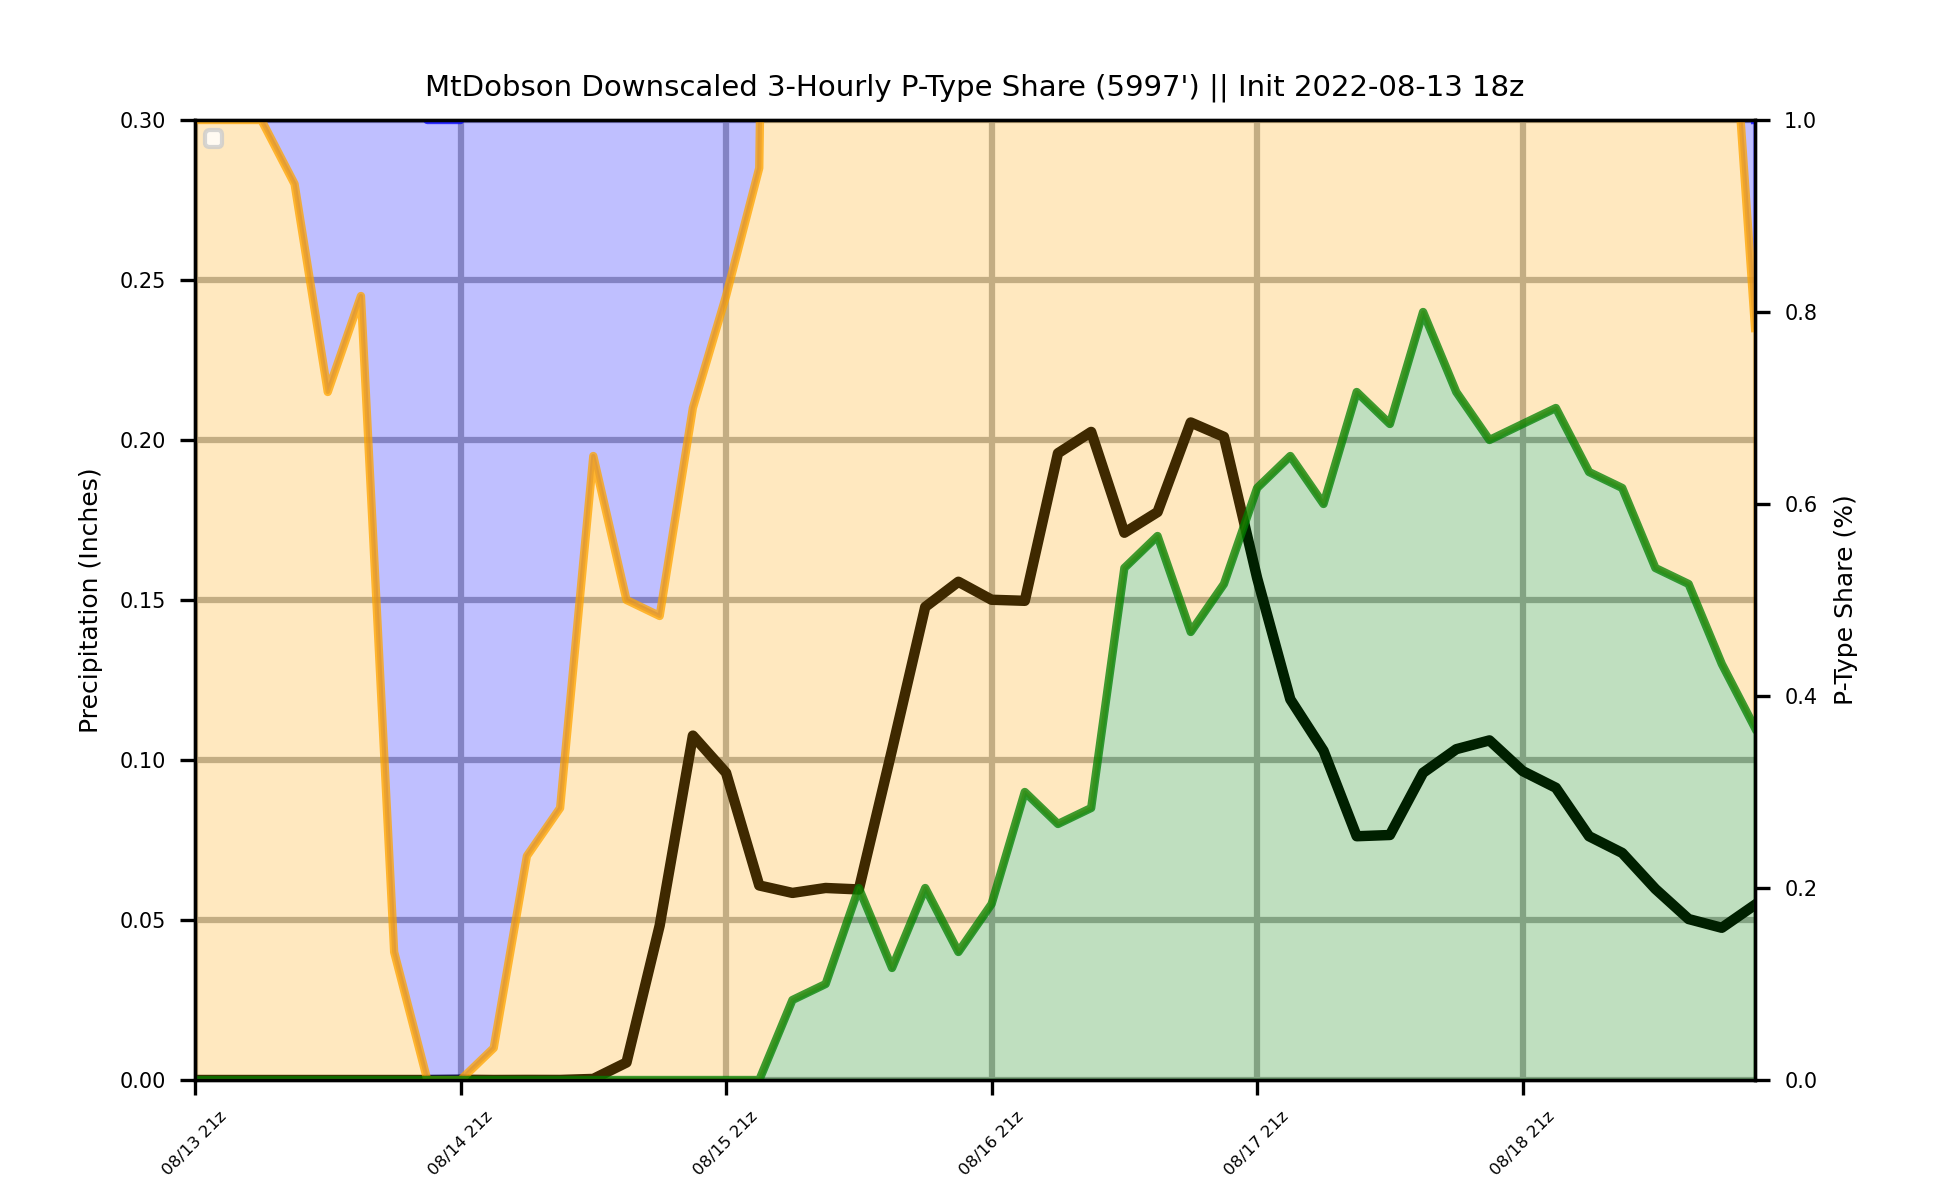 MtDobson Downscaled 3-Hourly P-Type Share (5997') || Init 2022-08-13 18z
0.30
0.25
0.20
0.15
0.10
0.05
0.00
Precipitation (Inches)
1.0
0.8
0.6
0.4
0.2
0.0
P-Type Share (%)
08/13 21z
08/14 21z
08/15 21z
08/16 21z
08/17 21z
08/18 21z